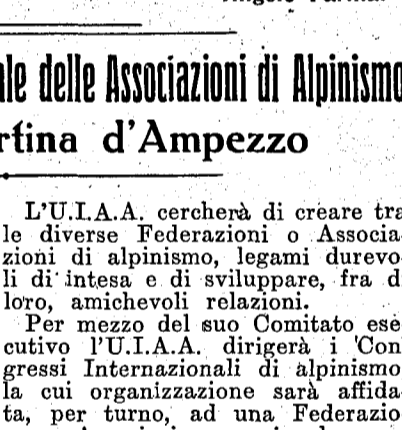 ale delle Associazioni di Alpinismo
rtina d'Ampezzo
L'U.I.A.A. cercherà di creare tra
le diverse Federazioni o Associa
zioni di alpinismo, legami durevo
li di intesa e di sviluppare, fra di
loro, amichevoli relazioni.
Per mezzo del suo Comitato ese
cutivo l'U.I.A.A. dirigerà i Con
gressi Internazionali di alpinismo
la cui organizzazione sarà affida
ta, per turno, ad una Federazio